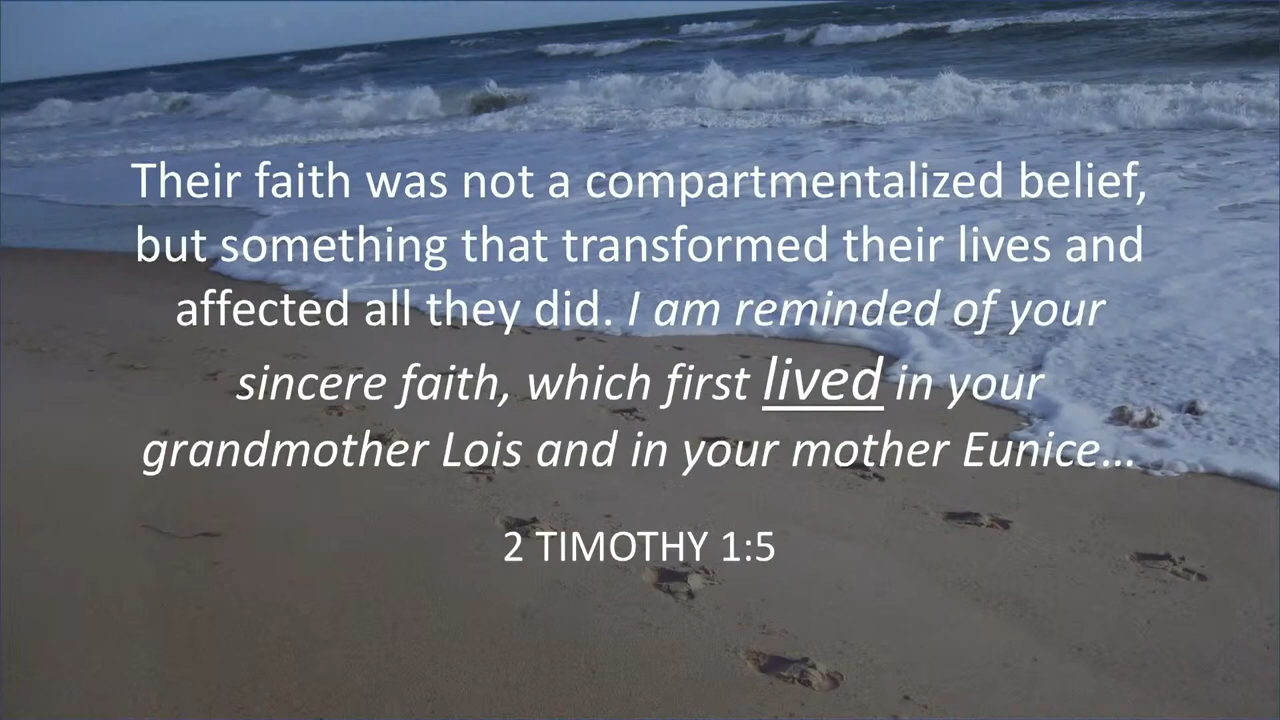 Their faith was not a compartmentalized belief,
but something that transformed their lives and
affected all they did. I am reminded of your
sincere faith, which first lived in your
grandmother Lois and in your mother Eunice…
2 TIMOTHY 1:5